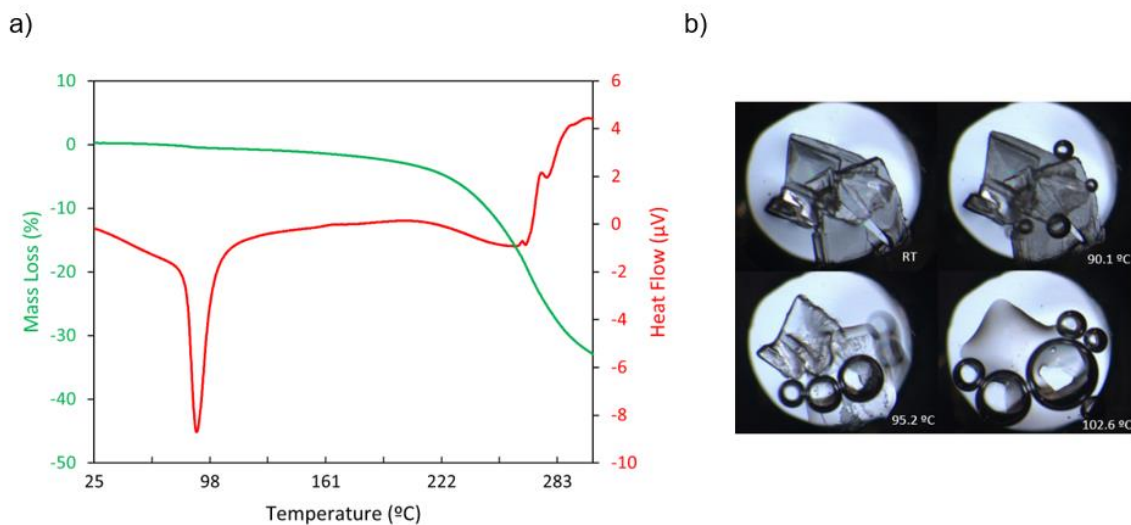 a)
b)
10
0
-10
-20
-30
-40
-50
Mass Loss (%)
6
4
2
0
-2
-4
-6
-8
-10
Heat Flow (µV)
25
98
161
222
283
Temperature (ºC)
RT
90.1 ºC
95.2 ºC
102.6 ºC